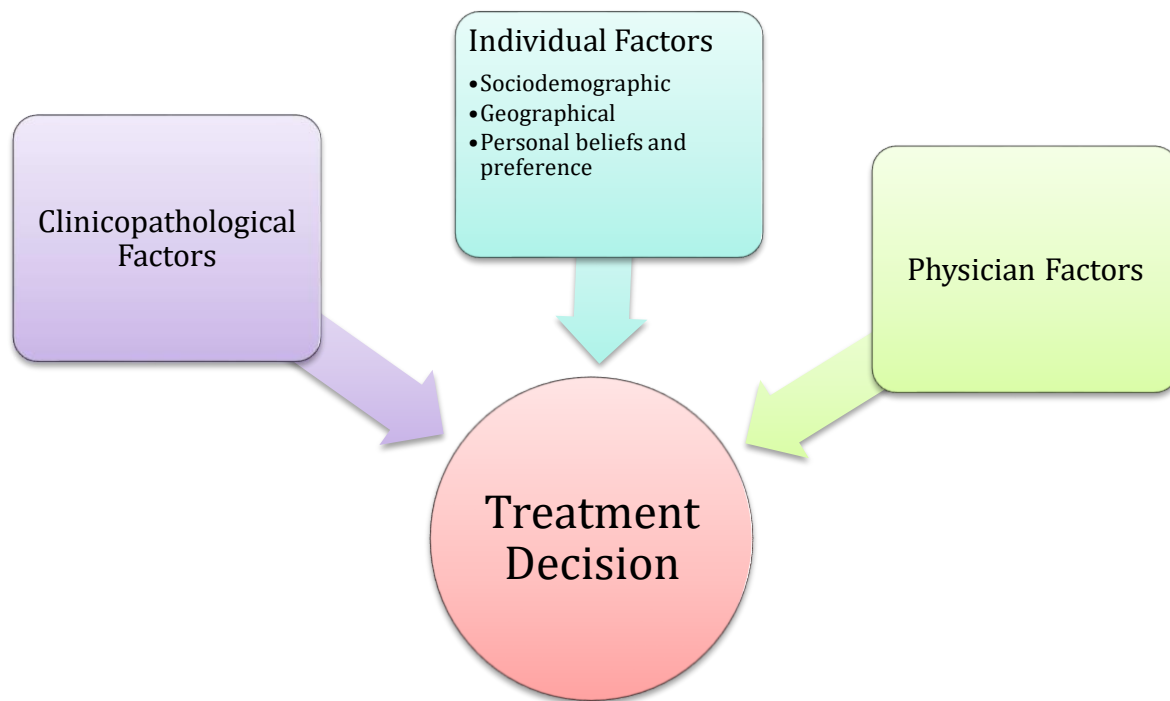 Individual Factors
•Sociodemographic
•Geographical
•Personal beliefs and
preference
Clinicopathological
Factors
Physician Factors
Treatment
Decision